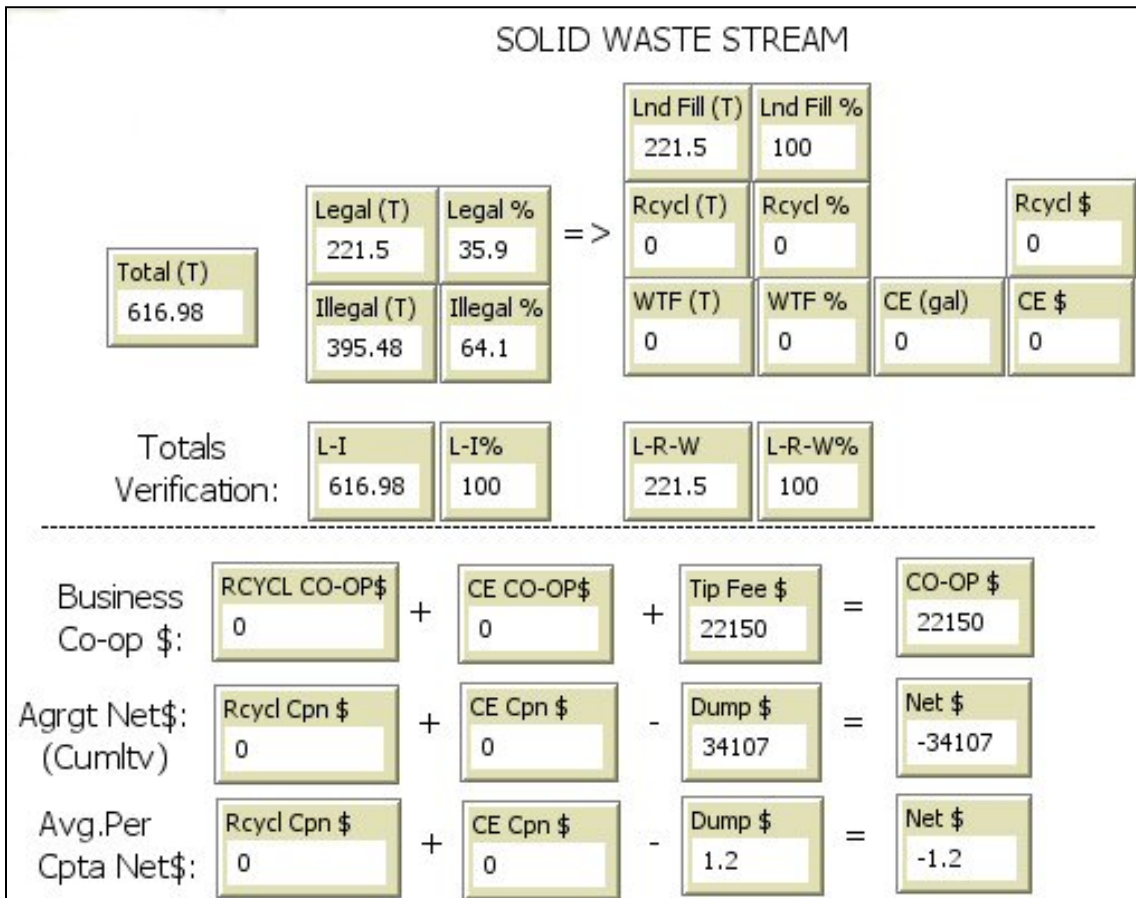 SOLID WASTE STREAM
Lnd Fill (T) Lnd Fill %
221.5 100
Legal (T) Legal % => Rcycl (T) Rcycl % Rcycl $
221.5 35.9 0 0 0
Total (T)
616.98
Illegal (T) Illegal % WTF (T) WTF % CE (gal) CE $
395.48 64.1 0 0 0 0
Totals
Verification:
L-I L-I% L-R-W L-R-W%
616.98 100 221.5 100
Business
Co-op $:
RCYCL CO-OP$ + CE CO-OP$ + Tip Fee $ = CO-OP $
0 0 22150 22150
Agrgt Net$:
(Cumltv)
Rcycl Cpn $ + CE Cpn $ - Dump $ = Net $
0 0 34107 -34107
Avg.Per
Cpta Net$:
Rcycl Cpn $ + CE Cpn $ - Dump $ = Net $
0 0 1.2 -1.2